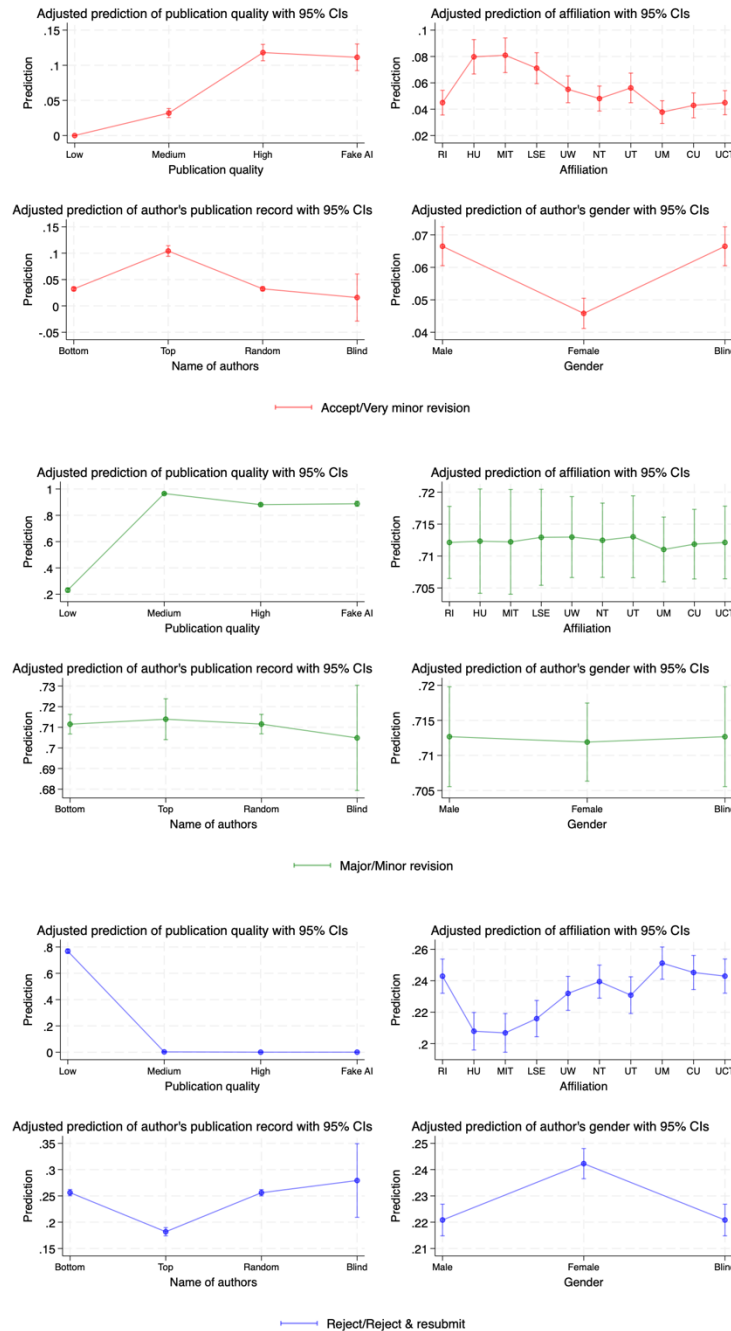 Adjusted prediction of publication quality with 95% CIs
Prediction
.15
.1
.05
0
Low Medium High Fake AI
Publication quality
Adjusted prediction of affiliation with 95% CIs
Prediction
.1
.08
.06
.04
.02
RI HU MIT LSE UW NT UT UM CU UCT
Affiliation
Adjusted prediction of author's publication record with 95% CIs
Prediction
.15
.1
.05
0
-.05
Bottom Top Random Blind
Name of authors
Adjusted prediction of author's gender with 95% CIs
Prediction
.07
.06
.05
.04
Male Female Blind
Gender
Accept/Very minor revision
Adjusted prediction of publication quality with 95% CIs
Prediction
1
.8
.6
.4
.2
Low Medium High Fake AI
Publication quality
Adjusted prediction of affiliation with 95% CIs
Prediction
.72
.715
.71
.705
RI HU MIT LSE UW NT UT UM CU UCT
Affiliation
Adjusted prediction of author's publication record with 95% CIs
Prediction
.73
.72
.71
.7
.69
.68
Bottom Top Random Blind
Name of authors
Adjusted prediction of author's gender with 95% CIs
Prediction
.72
.715
.71
.705
Male Female Blind
Gender
Major/Minor revision
Adjusted prediction of publication quality with 95% CIs
Prediction
.8
.6
.4
.2
0
Low Medium High Fake AI
Publication quality
Adjusted prediction of affiliation with 95% CIs
Prediction
.26
.24
.22
.2
RI HU MIT LSE UW NT UT UM CU UCT
Affiliation
Adjusted prediction of author's publication record with 95% CIs
Prediction
.35
.3
.25
.2
.15
Bottom Top Random Blind
Name of authors
Adjusted prediction of author's gender with 95% CIs
Prediction
.25
.24
.23
.22
.21
Male Female Blind
Gender
Reject/Reject & resubmit